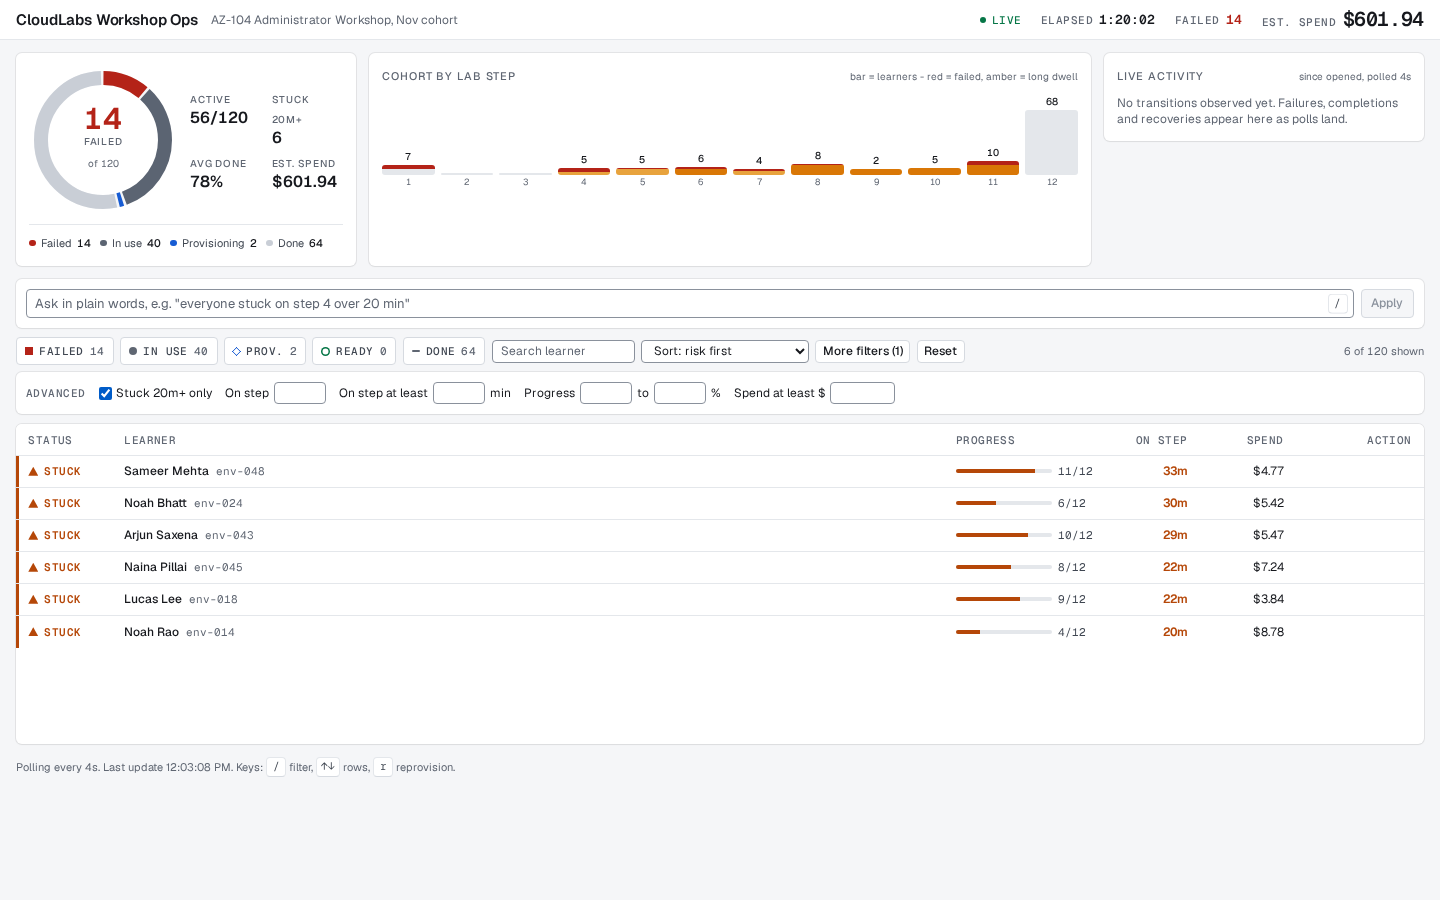 CloudLabs Workshop Ops AZ-104 Administrator Workshop, Nov cohort LIVE ELAPSED 1:20:02 FAILED 14 EST. SPEND $601.94
14
FAILED
of 120
ACTIVE
56/120
STUCK
20M+
6
AVG DONE
78%
EST. SPEND
$601.94
Failed 14 In use 40 Provisioning 2 Done 64
COHORT BY LAB STEP bar = learners - red = failed, amber = long dwell
7 5 5 6 4 8 2 5 10 68
1 2 3 4 5 6 7 8 9 10 11 12
LIVE ACTIVITY since opened, polled 4s
No transitions observed yet. Failures, completions
and recoveries appear here as polls land.
Ask in plain words, e.g. "everyone stuck on step 4 over 20 min" / Apply
FAILED 14 IN USE 40 PROV. 2 READY 0 DONE 64 Search learner Sort: risk first More filters (1) Reset 6 of 120 shown
ADVANCED Stuck 20m+ only On step On step at least min Progress to % Spend at least $
STATUS LEARNER PROGRESS ON STEP SPEND ACTION
STUCK Sameer Mehta env-048 11/12 33m $4.77
STUCK Noah Bhatt env-024 6/12 30m $5.42
STUCK Arjun Saxena env-043 10/12 29m $5.47
STUCK Naina Pillai env-045 8/12 22m $7.24
STUCK Lucas Lee env-018 9/12 22m $3.84
STUCK Noah Rao env-014 4/12 20m $8.78
Polling every 4s. Last update 12:03:08 PM. Keys: / filter, ↑↓ rows, r reprovision.